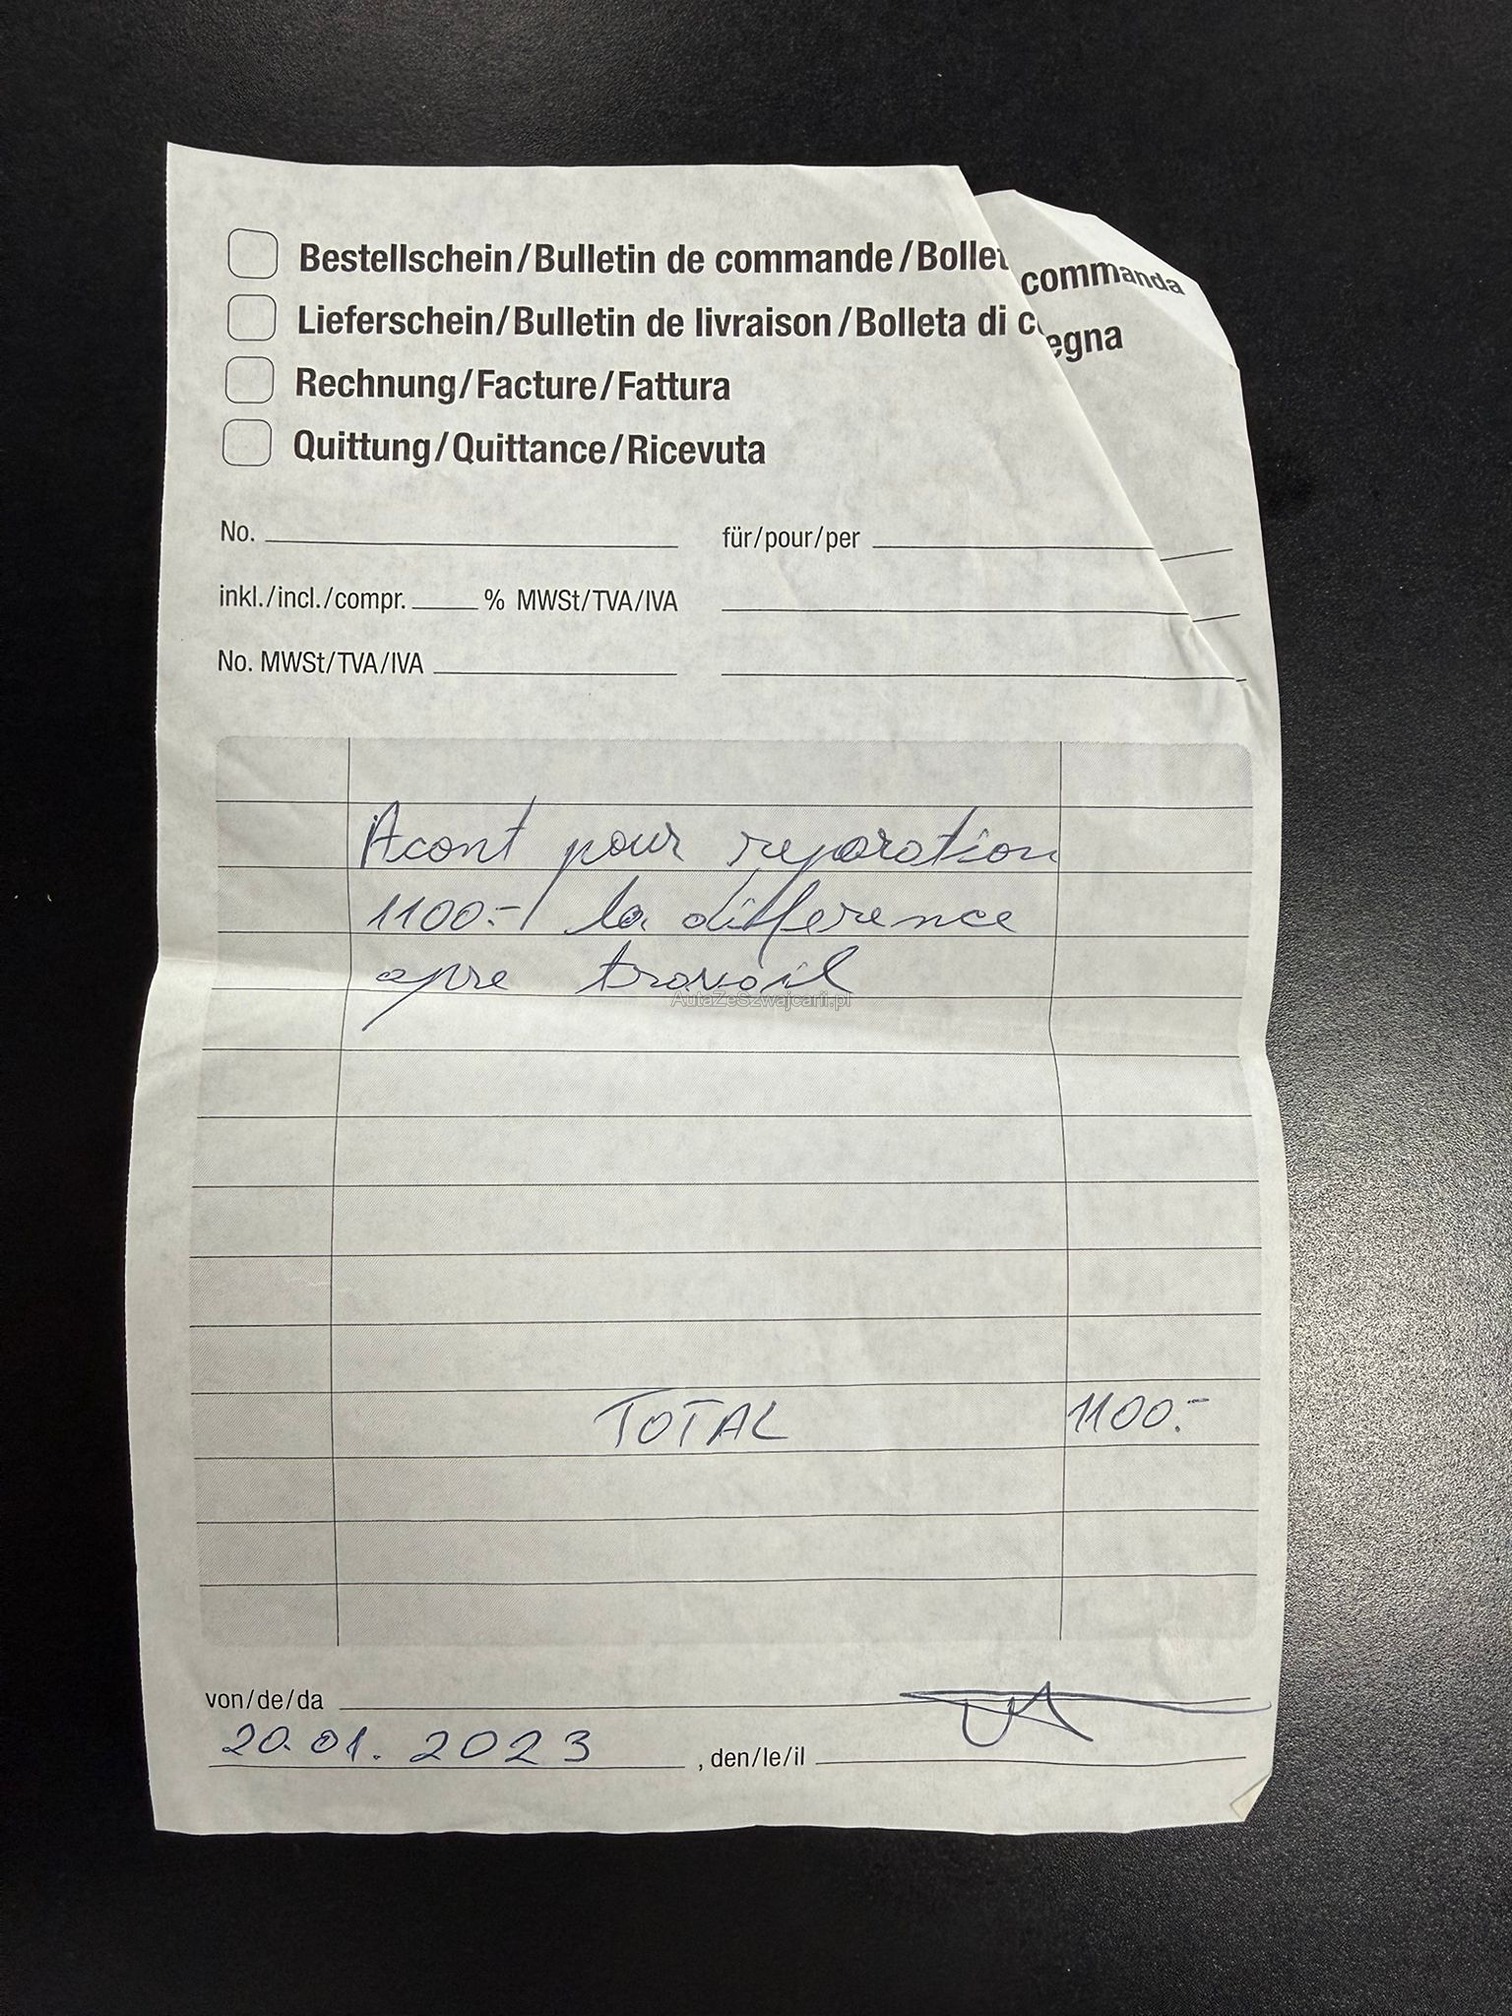 Bestellschein/Bulletin de commande/Bollet commanda
Lieferschein/Bulletin de livraison/Bolleta di c egna
Rechnung/Facture/Fattura
Quittung/Quittance/Ricevuta
No. für/pour/per
inkl./incl./compr. % MWSt/TVA/IVA
No. MWSt/TVA/IVA
Acont pour reparation
1100.-/ la difference
apre travail
AutaZeSzwajcarii.pl
TOTAL 1100.-
von/de/da
20.01.2023 , den/le/il